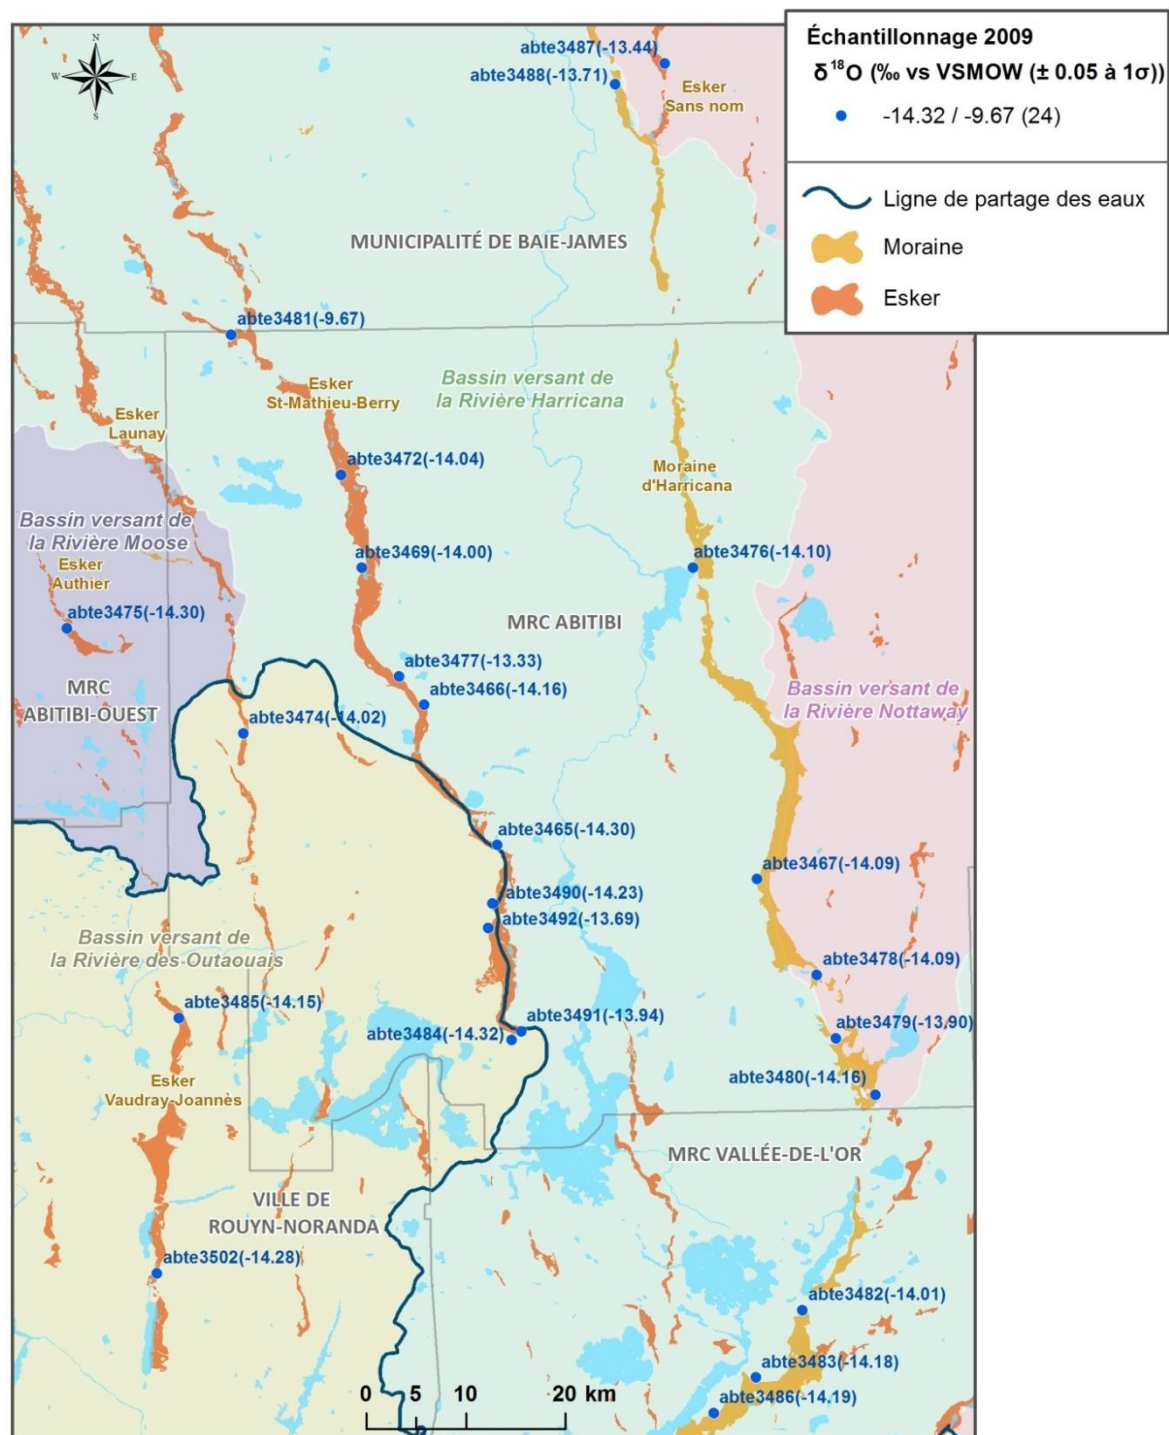 Échantillonnage 2009
δ¹⁸O (‰ vs VSMOW (± 0.05 à 1σ))
-14.32 / -9.67 (24)
Ligne de partage des eaux
Moraine
Esker
N
W
E
S
abte3487(-13.44)
abte3488(-13.71)
Esker
Sans nom
MUNICIPALITÉ DE BAIE-JAMES
abte3481(-9.67)
Esker
St-Mathieu-Berry
Bassin versant de
la Rivière Harricana
Esker
Launay
abte3472(-14.04)
Moraine
d'Harricana
Bassin versant de
la Rivière Moose
Esker
Authier
abte3469(-14.00)
abte3476(-14.10)
abte3475(-14.30)
MRC ABITIBI
abte3477(-13.33)
abte3466(-14.16)
MRC
ABITIBI-OUEST
Bassin versant de
la Rivière Nottaway
abte3474(-14.02)
abte3465(-14.30)
abte3467(-14.09)
abte3490(-14.23)
abte3492(-13.69)
Bassin versant de
la Rivière des Outaouais
abte3478(-14.09)
abte3485(-14.15)
abte3491(-13.94)
abte3484(-14.32)
abte3479(-13.90)
Esker
Vaudray-Joannès
abte3480(-14.16)
MRC VALLÉE-DE-L'OR
VILLE DE
ROUYN-NORANDA
abte3502(-14.28)
abte3482(-14.01)
abte3483(-14.18)
abte3486(-14.19)
0 5 10 20 km